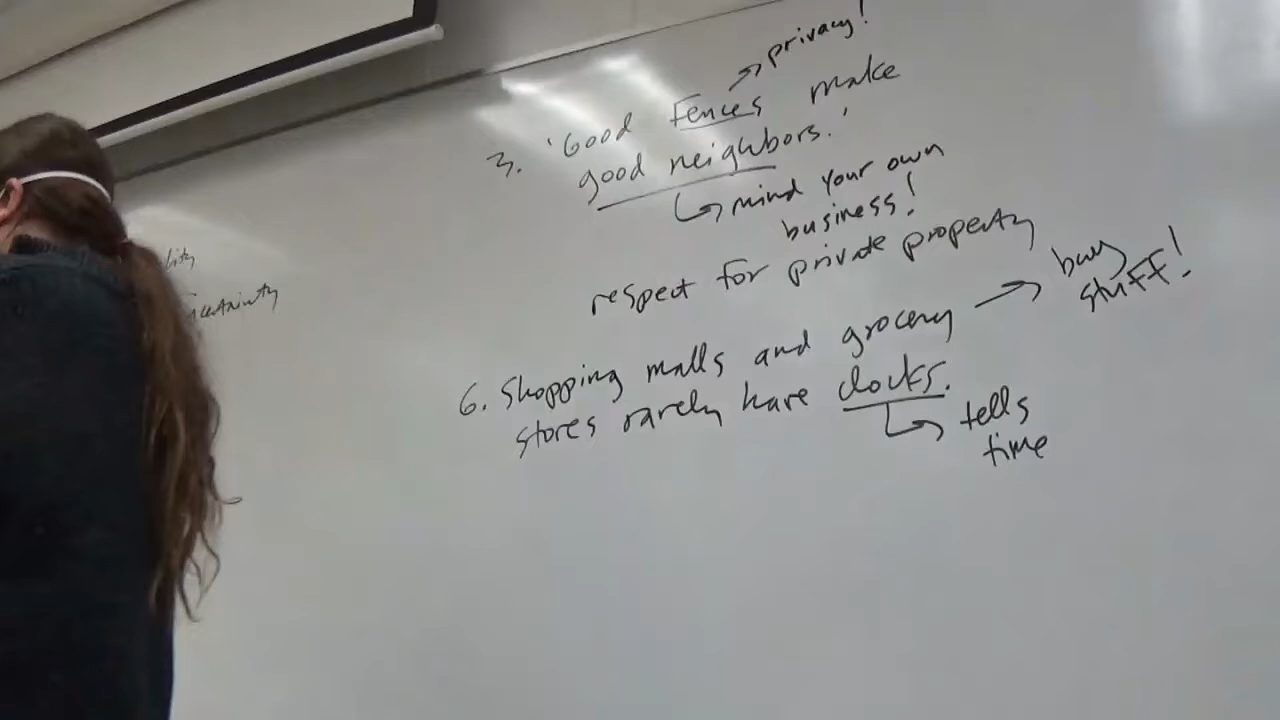 privacy!
3. 'Good Fences make
good neighbors.'
mind your own
business!
respect for private property
6. Shopping malls and grocery
buy
stuff!
stores rarely have clocks.
tells
time